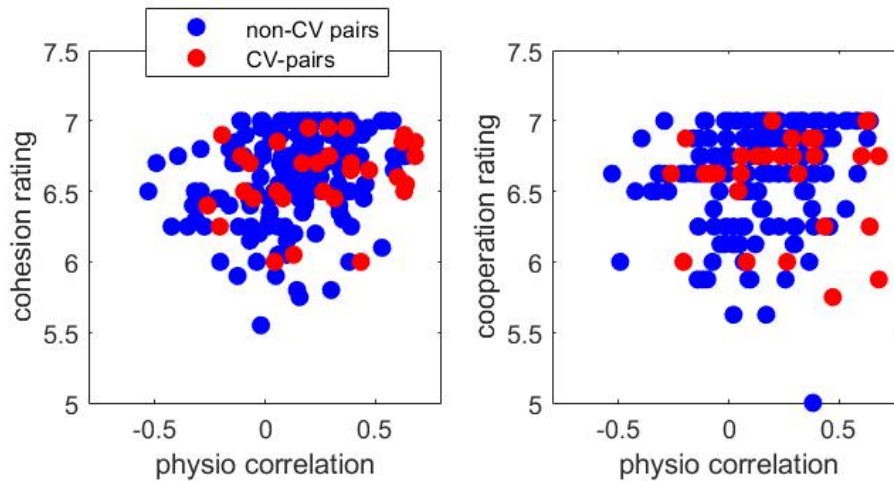 non-CV pairs
CV-pairs
7.5
7
6.5
6
5.5
5
cohesion rating
-0.5 0 0.5
physio correlation
7.5
7
6.5
6
5.5
5
cooperation rating
-0.5 0 0.5
physio correlation